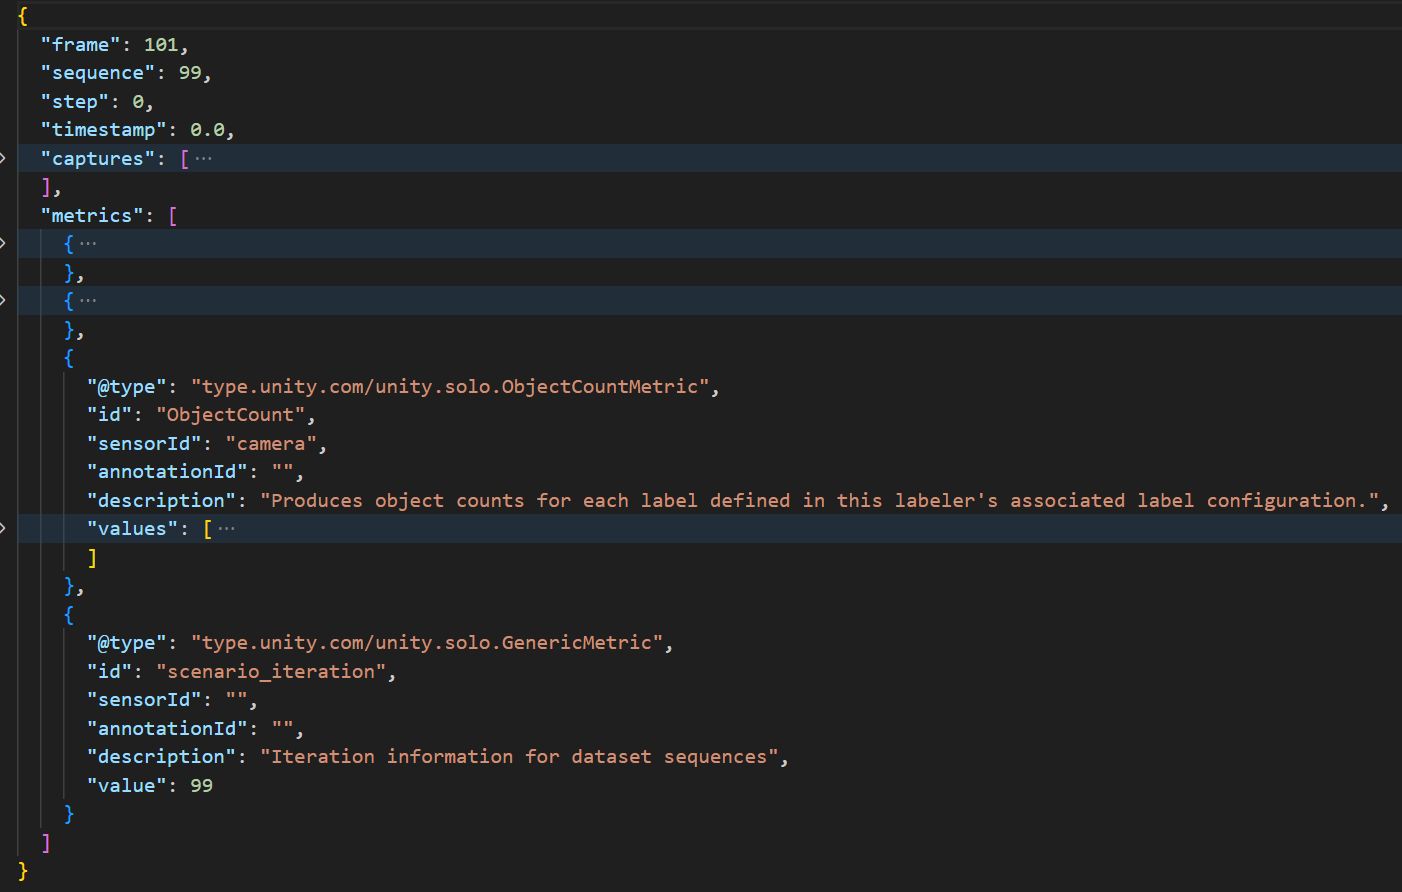 {
"frame": 101,
"sequence": 99,
"step": 0,
"timestamp": 0.0,
"captures": [ ···
],
"metrics": [
{ ···
},
{ ···
},
{
"@type": "type.unity.com/unity.solo.ObjectCountMetric",
"id": "ObjectCount",
"sensorId": "camera",
"annotationId": "",
"description": "Produces object counts for each label defined in this labeler's associated label configuration.",
"values": [ ···
]
},
{
"@type": "type.unity.com/unity.solo.GenericMetric",
"id": "scenario_iteration",
"sensorId": "",
"annotationId": "",
"description": "Iteration information for dataset sequences",
"value": 99
}
]
}